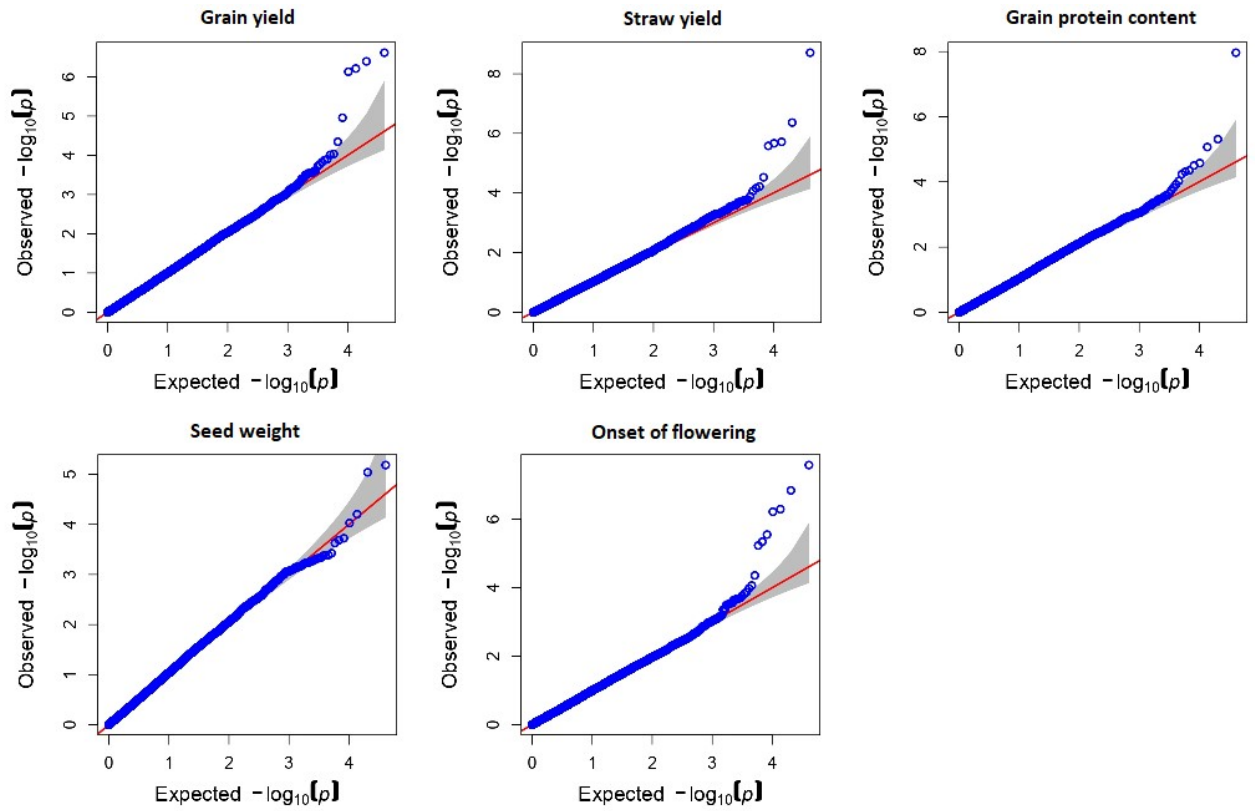 Grain yield
Straw yield
Grain protein content
Observed −log10(p)
6
5
4
3
2
1
0
0 1 2 3 4
Expected −log10(p)
Observed −log10(p)
8
6
4
2
0
0 1 2 3 4
Expected −log10(p)
Observed −log10(p)
8
6
4
2
0
0 1 2 3 4
Expected −log10(p)
Seed weight
Onset of flowering
Observed −log10(p)
5
4
3
2
1
0
0 1 2 3 4
Expected −log10(p)
Observed −log10(p)
6
4
2
0
0 1 2 3 4
Expected −log10(p)